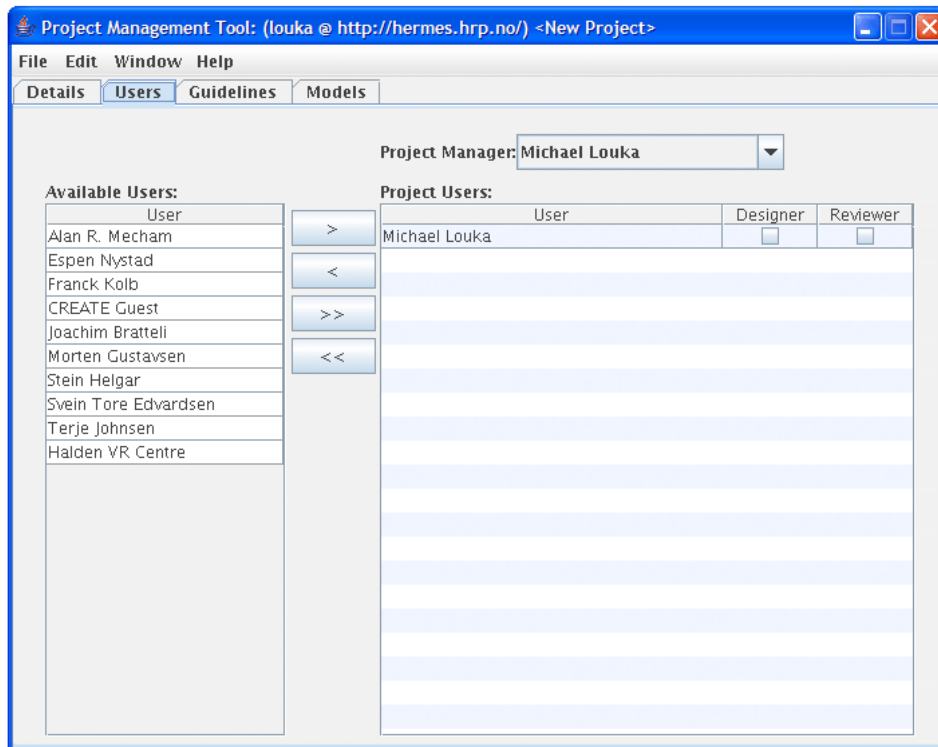 Project Management Tool: (louka @ http://hermes.hrp.no/) <New Project>
File Edit Window Help
Details Users Guidelines Models
Project Manager: Michael Louka
Available Users:
Project Users:
User
User Designer Reviewer
Alan R. Mecham
Michael Louka
Espen Nystad
Franck Kolb
CREATE Guest
Joachim Bratteli
Morten Gustavsen
Stein Helgar
Svein Tore Edvardsen
Terje Johnsen
Halden VR Centre
>
<
>>
<<